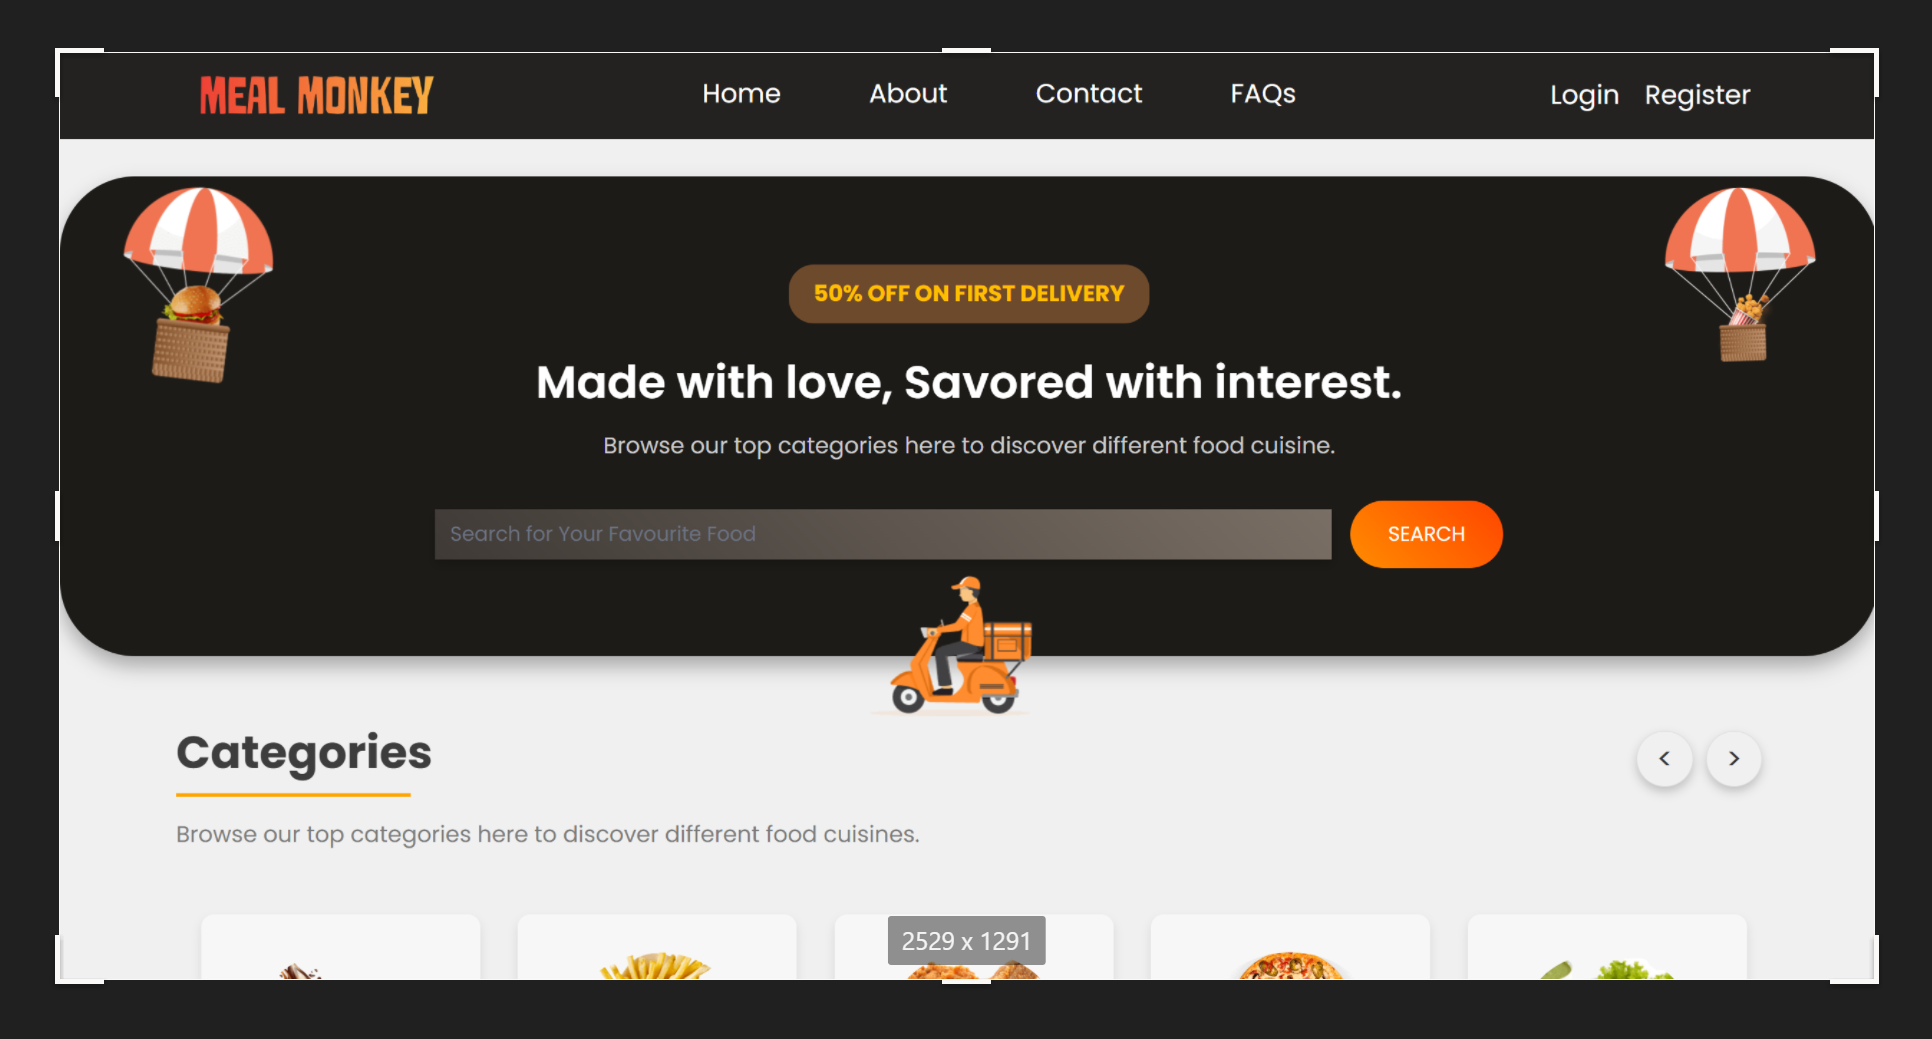 MEAL MONKEY
Home About Contact FAQs
Login Register
50% OFF ON FIRST DELIVERY
Made with love, Savored with interest.
Browse our top categories here to discover different food cuisine.
Search for Your Favourite Food
SEARCH
Categories
Browse our top categories here to discover different food cuisines.
2529 x 1291